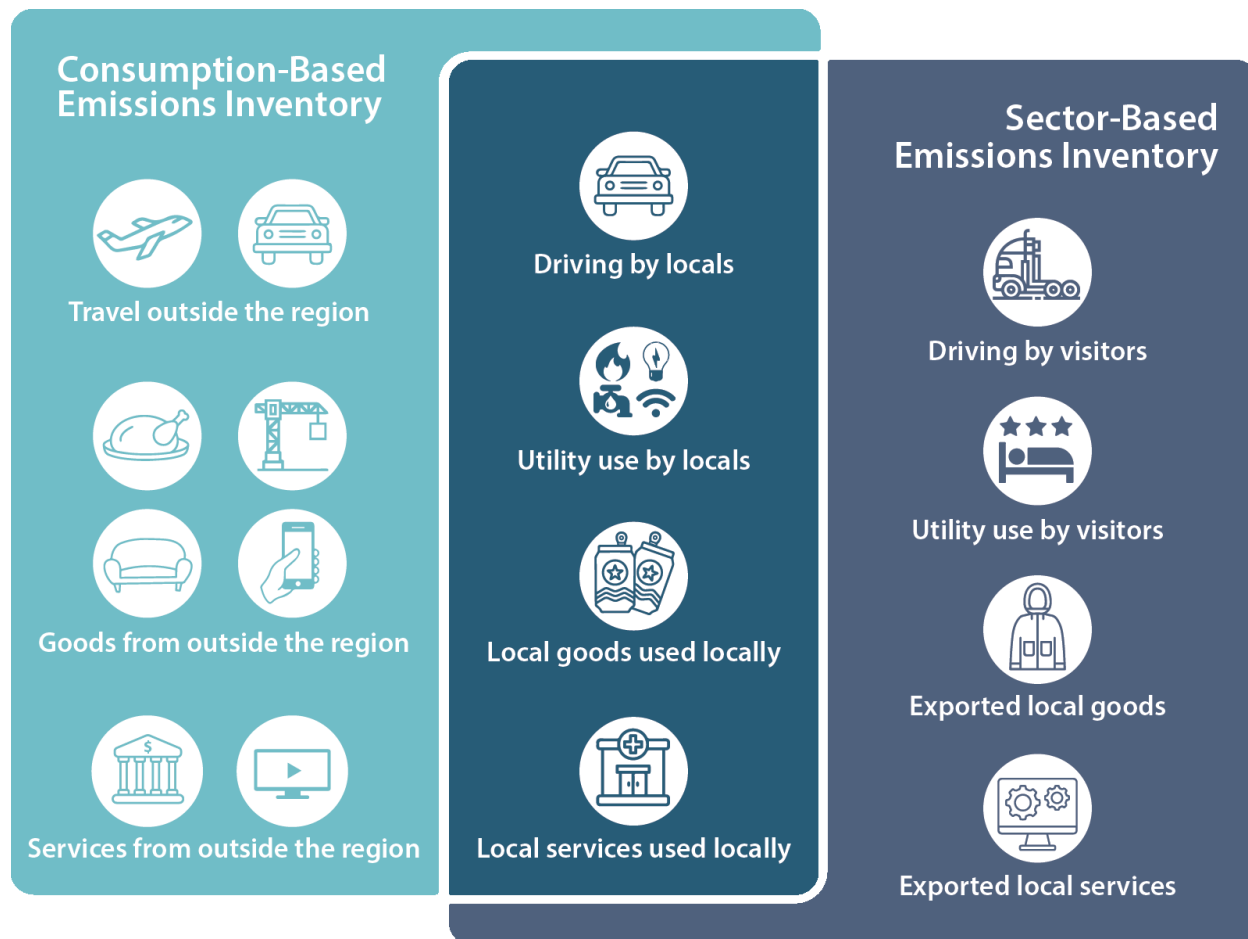 Consumption-Based
Emissions Inventory
Travel outside the region
Goods from outside the region
$
Services from outside the region
Driving by locals
Utility use by locals
Local goods used locally
Local services used locally
Sector-Based
Emissions Inventory
Driving by visitors
Utility use by visitors
Exported local goods
Exported local services